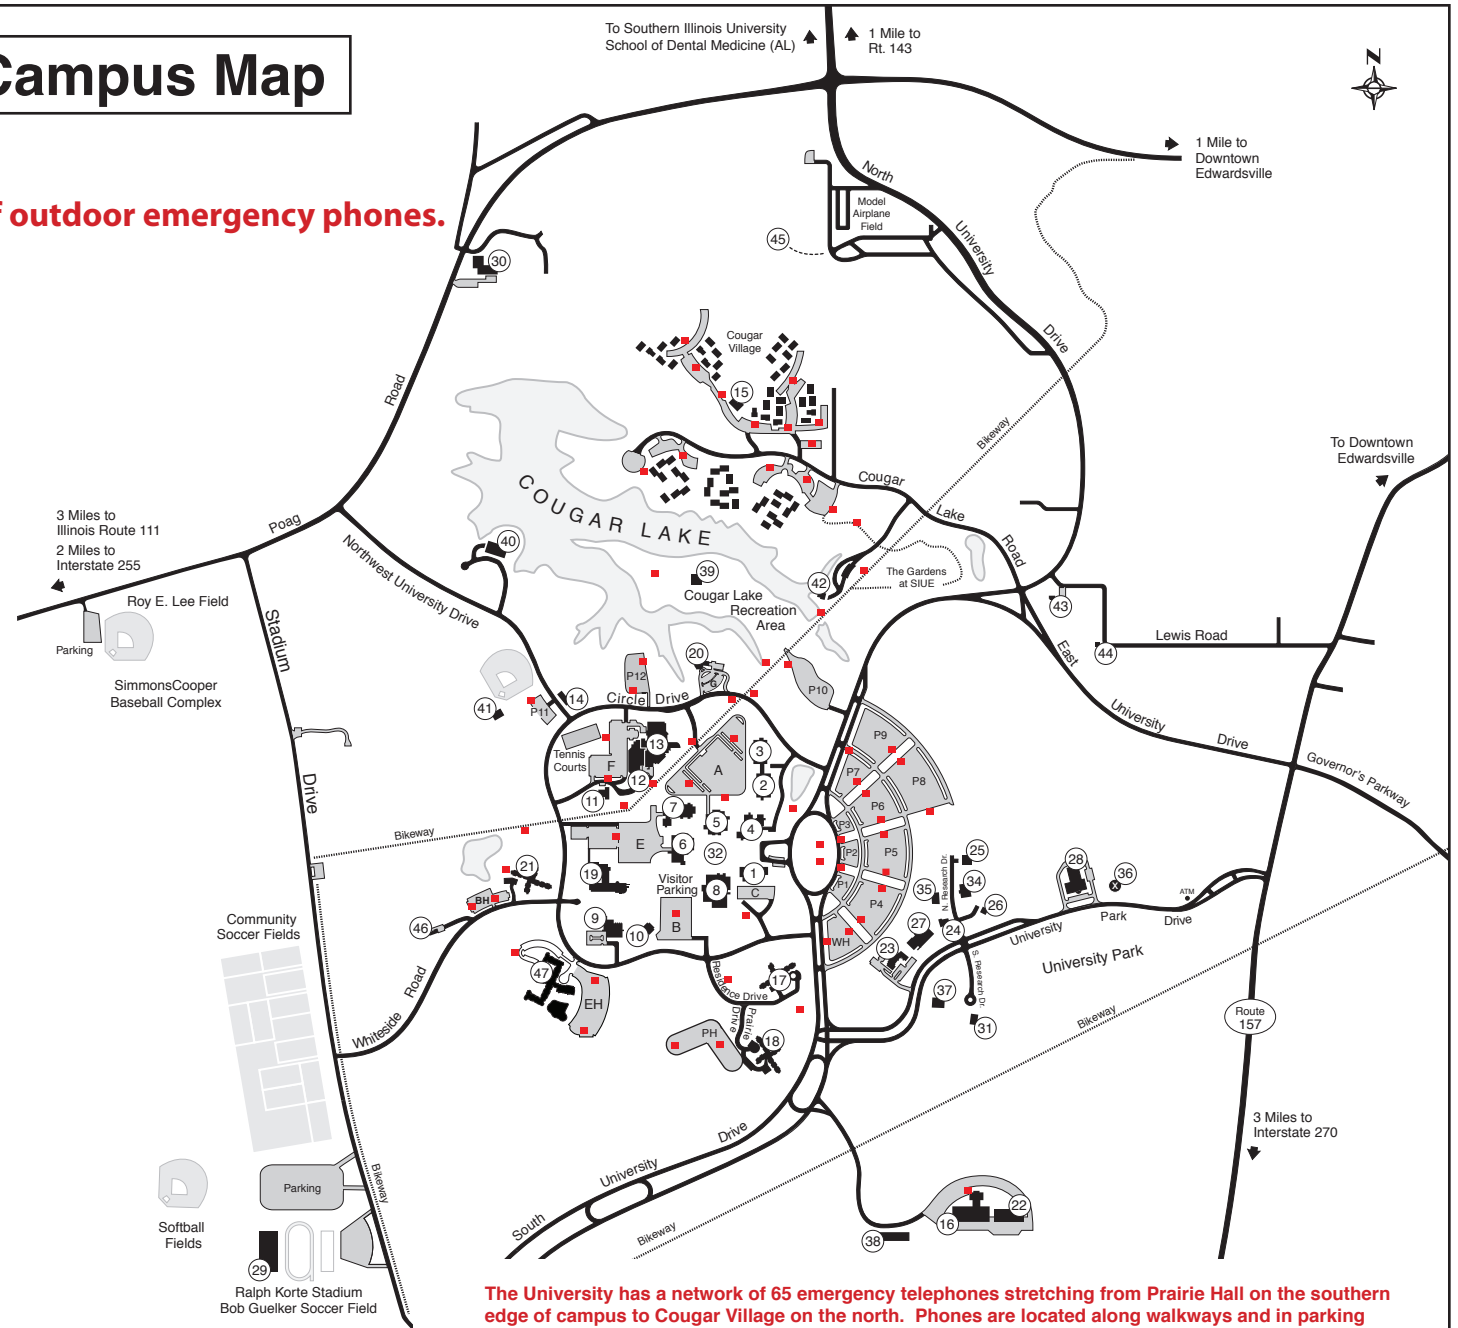 To Southern Illinois University
School of Dental Medicine (AL)
1 Mile to
Rt. 143
Campus Map
N
1 Mile to
Downtown
Edwardsville
f outdoor emergency phones.
North
University
Drive
Model
Airplane
Field
45
30
Road
Cougar
Village
15
Bikeway
To Downtown
Edwardsville
COUGAR LAKE
Cougar
Lake
Road
3 Miles to
Illinois Route 111
2 Miles to
Interstate 255
Poag
Northwest University Drive
40
39
Cougar Lake
Recreation
Area
42
The Gardens
at SIUE
43
44
Lewis Road
Roy E. Lee Field
Parking
SimmonsCooper
Baseball Complex
Stadium
Drive
East
University
Drive
Governor's Parkway
20
G
P12
P10
41
P11
14
Circle Drive
Tennis
Courts
F
13
12
11
A
3
2
P9
P7
P8
P6
P3
P2
P5
P1
P4
WH
7
5
4
E
6
32
Bikeway
19
Visitor
Parking
8
1
C
B
9
10
21
BH
46
Community
Soccer Fields
Whiteside
Road
47
EH
Residence Drive
17
Prairie
Drive
PH
18
25
N. Research Dr.
34
35
26
24
27
23
28
36
X
ATM
University
Park
Drive
University Park
S. Research Dr.
37
31
Bikeway
Route
157
3 Miles to
Interstate 270
South
University
Drive
Bikeway
22
16
38
Bikeway
Parking
Softball
Fields
29
Ralph Korte Stadium
Bob Guelker Soccer Field
The University has a network of 65 emergency telephones stretching from Prairie Hall on the southern
edge of campus to Cougar Village on the north. Phones are located along walkways and in parking